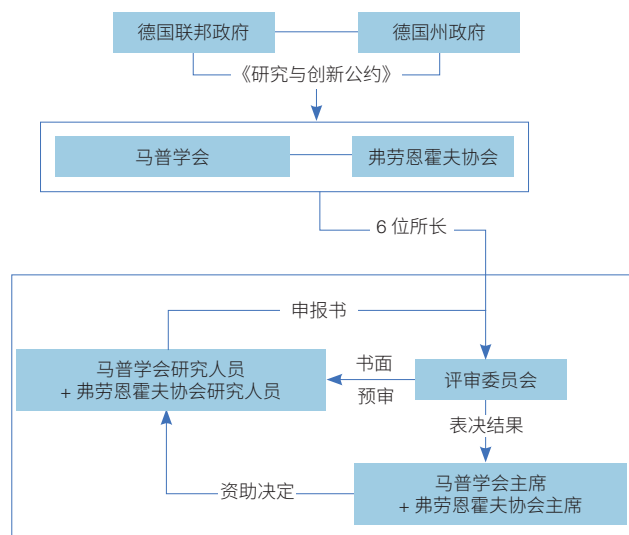 德国联邦政府
德国州政府
《研究与创新公约》
马普学会
弗劳恩霍夫协会
6 位所长
申报书
马普学会研究人员
+ 弗劳恩霍夫协会研究人员
书面
预审
评审委员会
表决结果
资助决定
马普学会主席
+ 弗劳恩霍夫协会主席